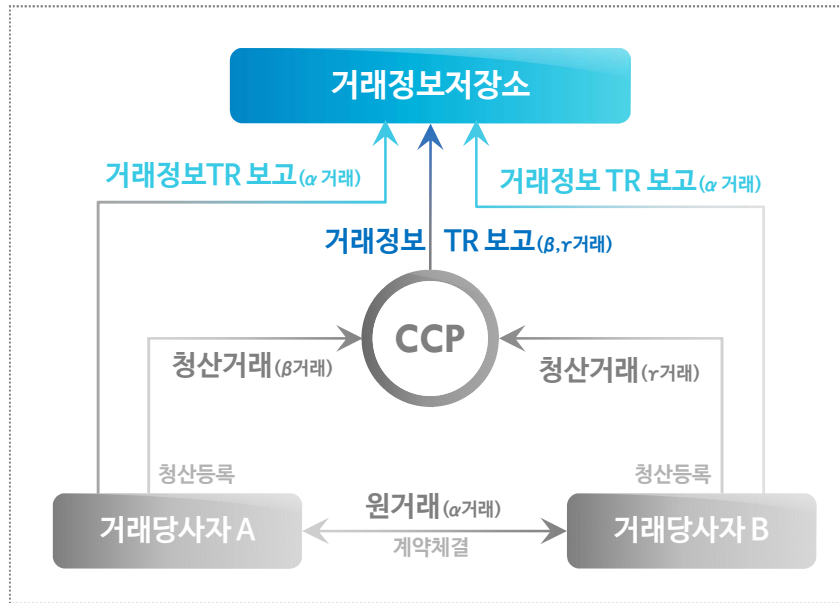 거래정보저장소
거래정보TR 보고(α 거래)
거래정보 TR 보고(α 거래)
거래정보 TR 보고(β,γ거래)
CCP
청산거래(β거래)
청산거래(γ거래)
청산등록
청산등록
거래당사자 A
원거래(α거래)
거래당사자 B
계약체결